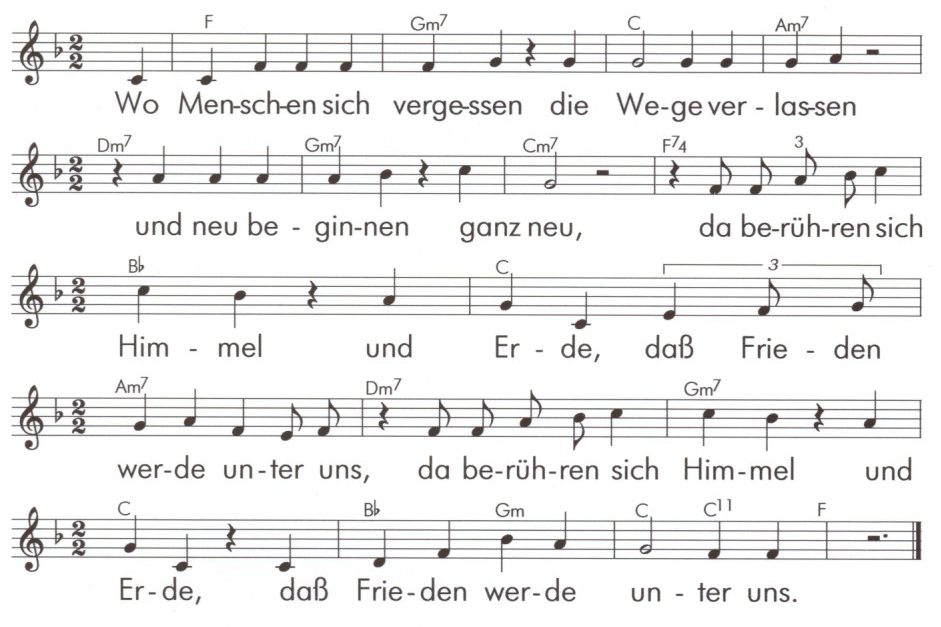 F Gm7 C Am7
Wo Men-sch-en sich verge-ssen die We-ge ver - las-sen
Dm7 Gm7 Cm7 F74 3
und neu be - gin-nen ganz neu, da be-rüh-ren sich
B♭ C 3
Him - mel und Er - de, daß Frie - den
Am7 Dm7 Gm7
wer-de un-ter uns, da be-rüh-ren sich Him-mel und
C B♭ Gm C C11 F
Er-de, daß Frie-den wer-de un - ter uns.